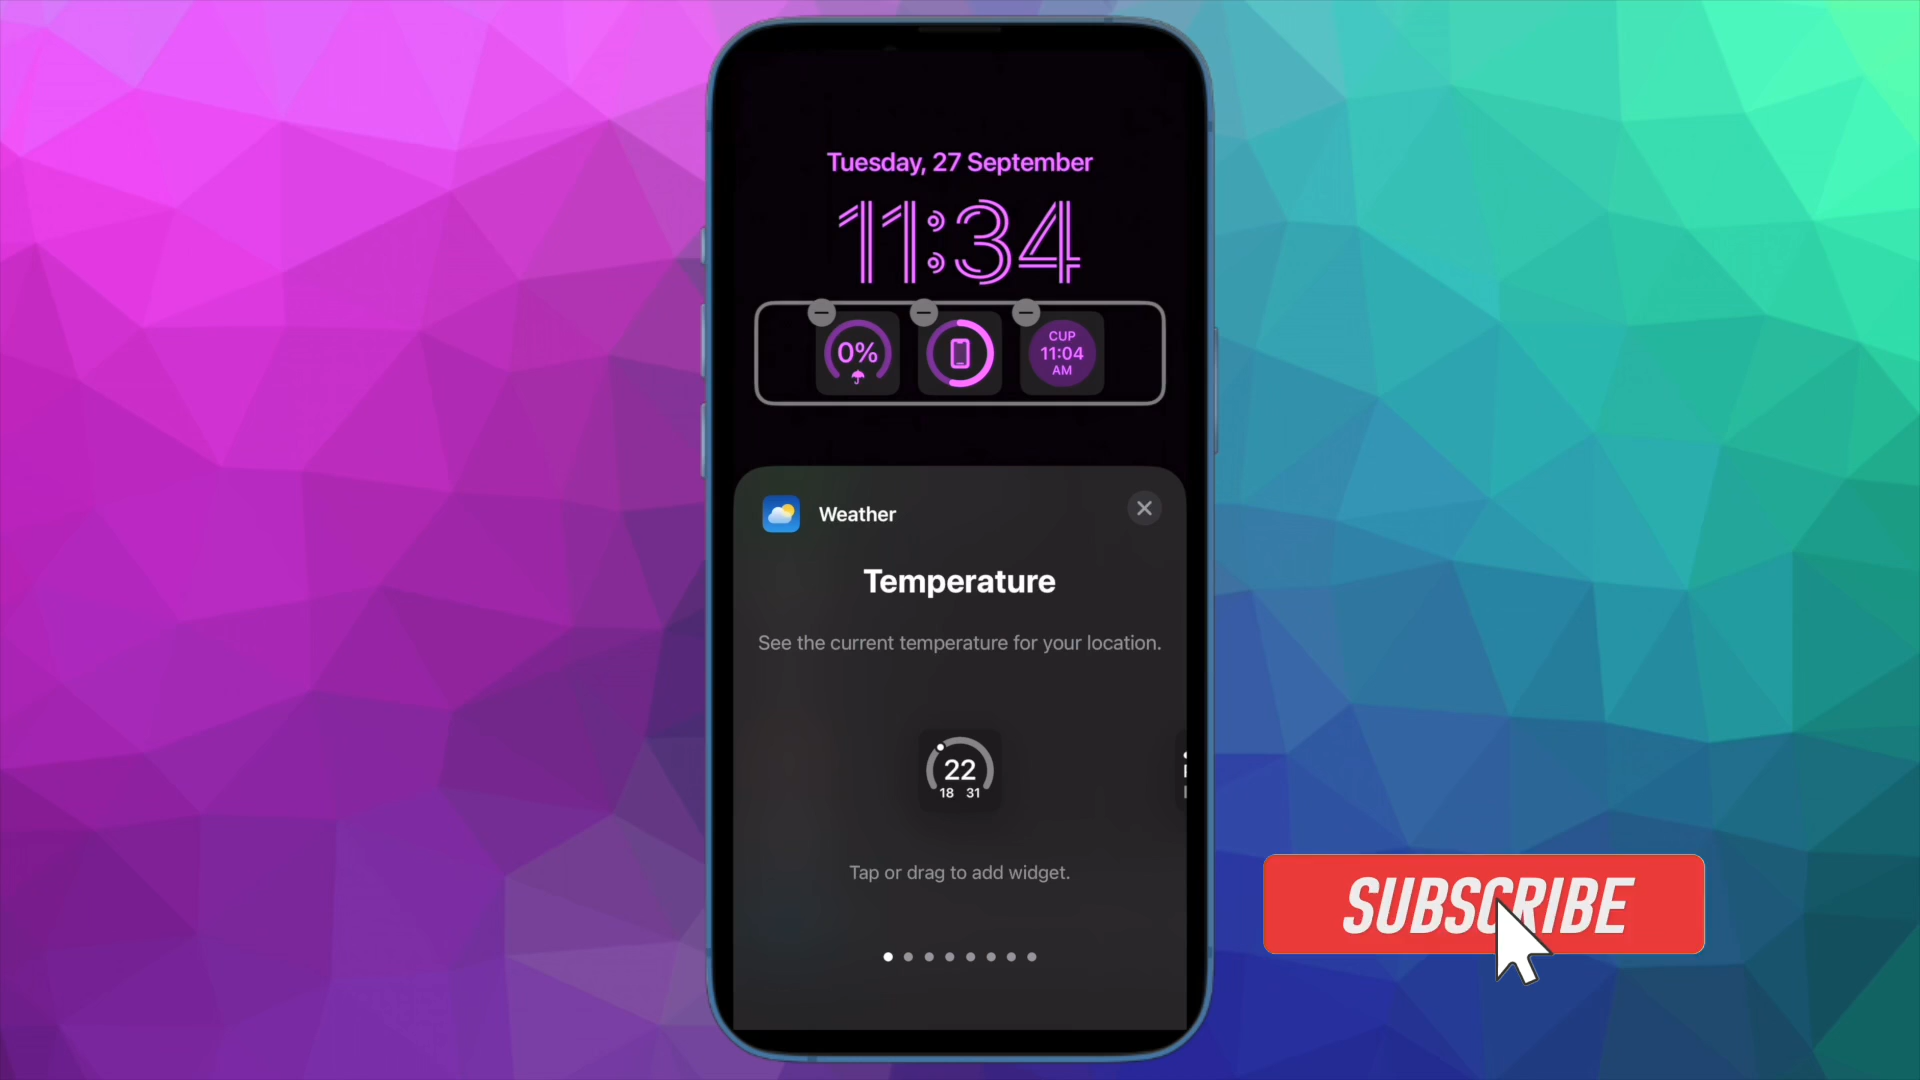 Tuesday, 27 September
11:34
0%
CUP
11:04
AM
Weather
Temperature
See the current temperature for your location.
22
18 31
Tap or drag to add widget.
SUBSCRIBE